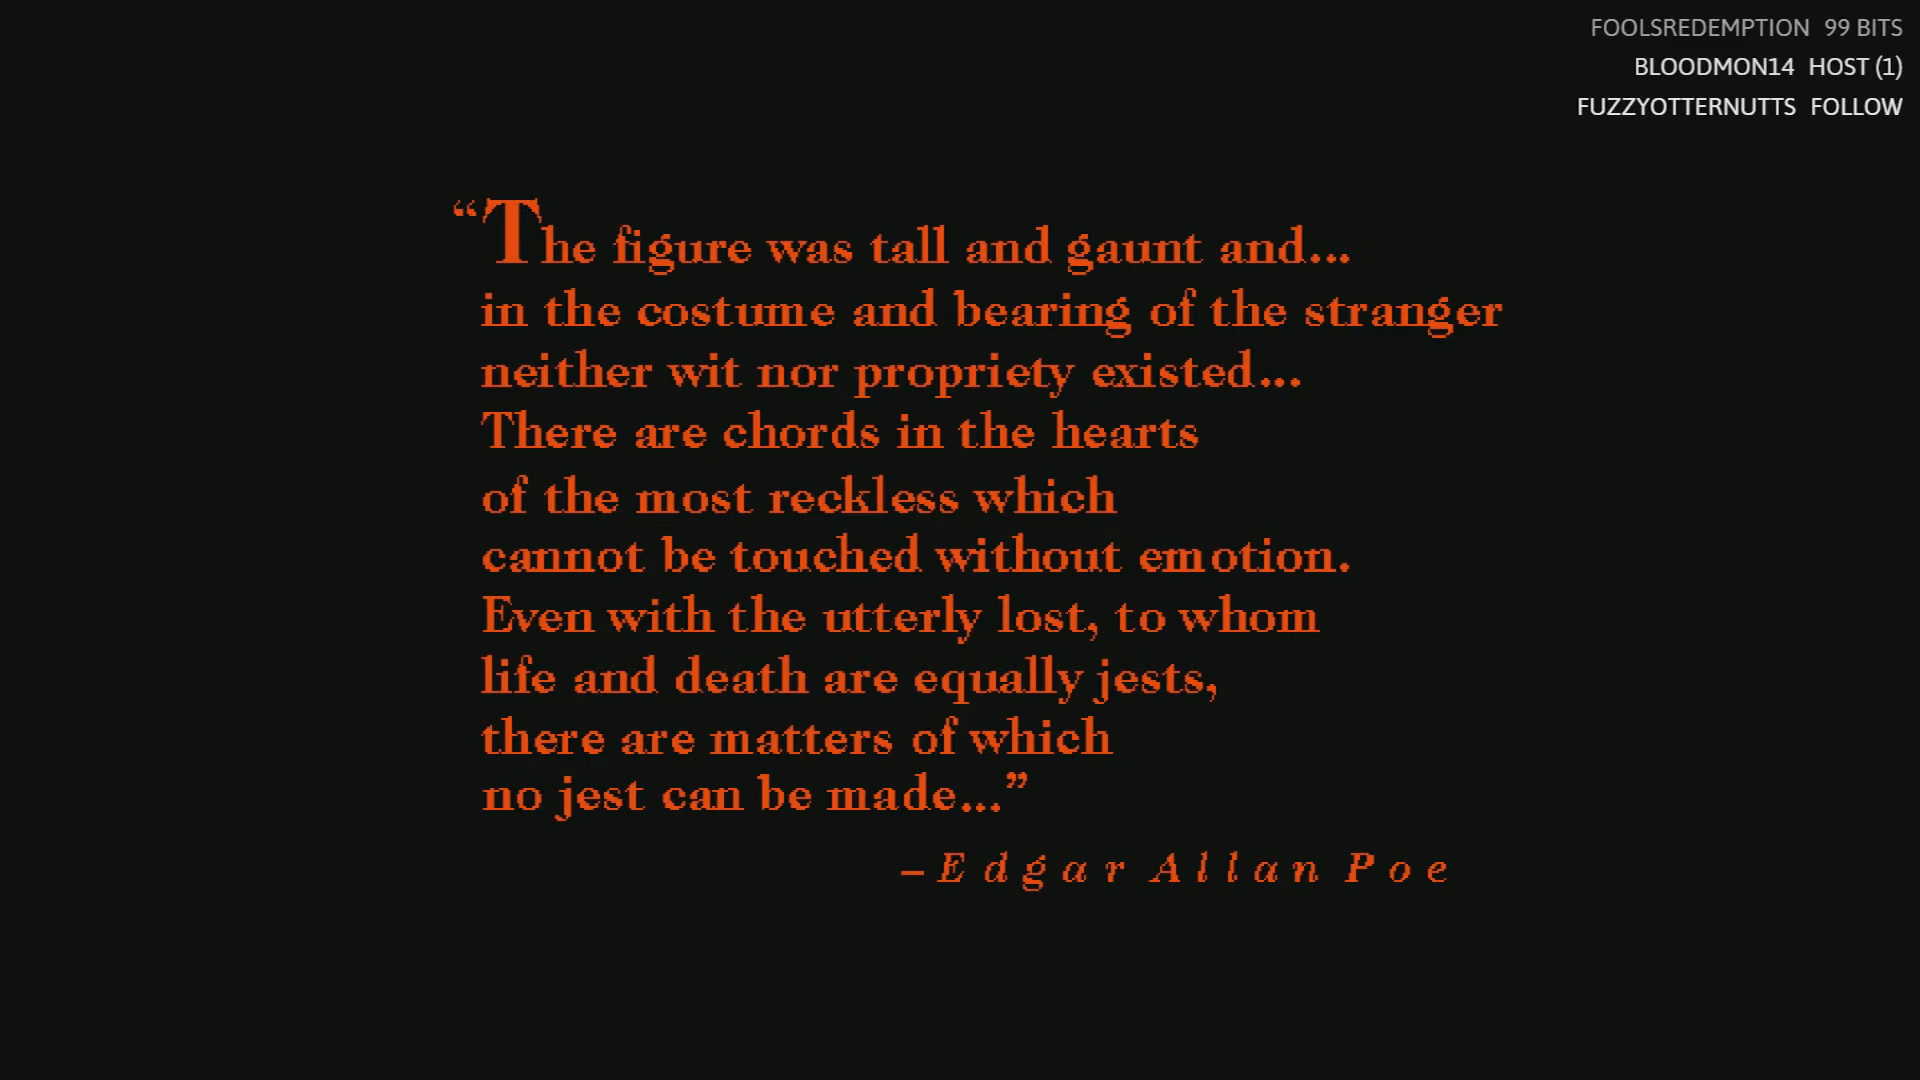 FOOLSREDEMPTION 99 BITS
BLOODMON14 HOST (1)
FUZZYOTTERNUTTS FOLLOW
“The figure was tall and gaunt and...
in the costume and bearing of the stranger
neither wit nor propriety existed...
There are chords in the hearts
of the most reckless which
cannot be touched without emotion.
Even with the utterly lost, to whom
life and death are equally jests,
there are matters of which
no jest can be made...”
– Edgar Allan Poe